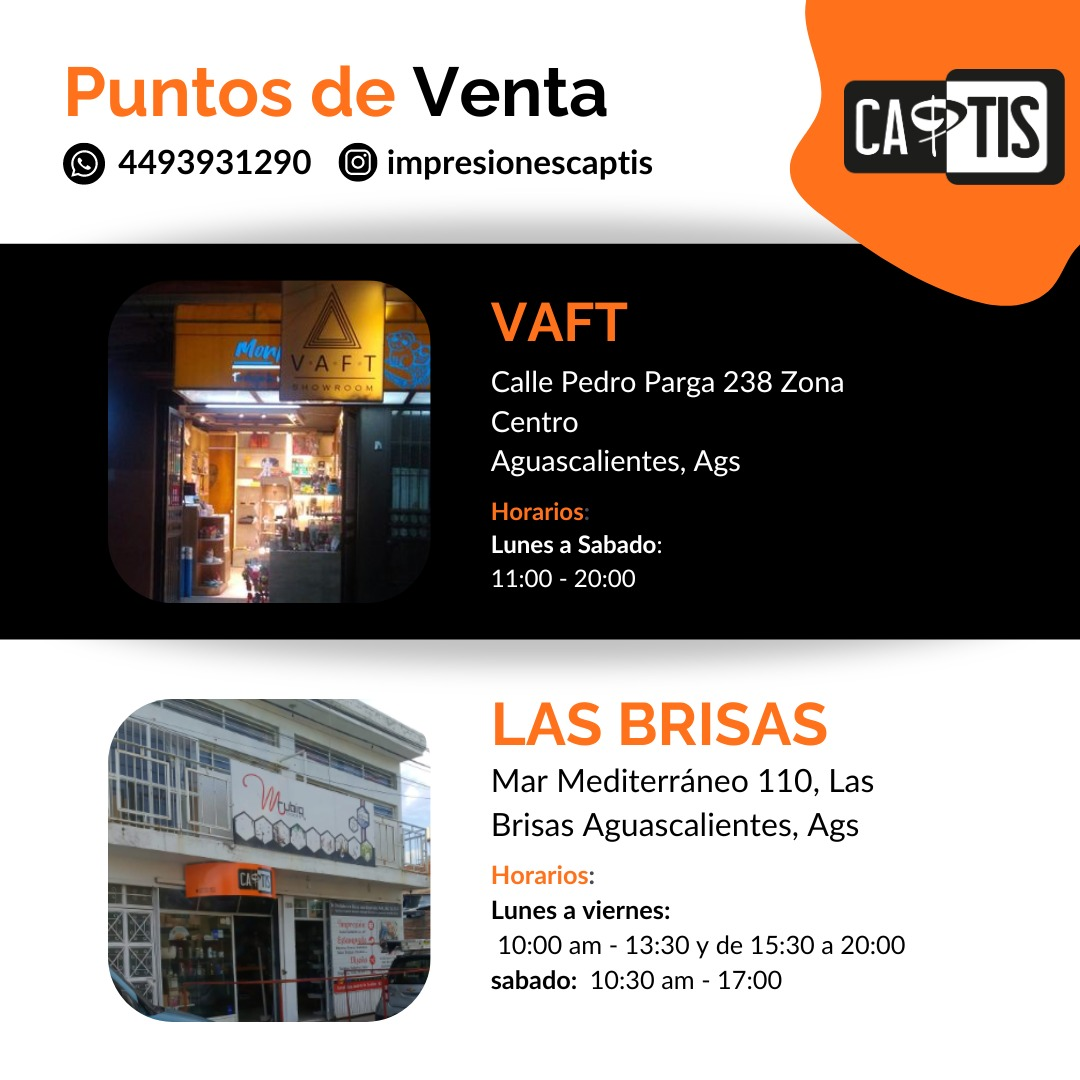 Puntos de Venta
CAPTIS
4493931290 impresionescaptis
V·A·F·T
SHOWROOM
VAFT
Calle Pedro Parga 238 Zona
Centro
Aguascalientes, Ags
Horarios:
Lunes a Sabado:
11:00 - 20:00
CAPTIS
LAS BRISAS
Mar Mediterráneo 110, Las
Brisas Aguascalientes, Ags
Horarios:
Lunes a viernes:
10:00 am - 13:30 y de 15:30 a 20:00
sabado: 10:30 am - 17:00